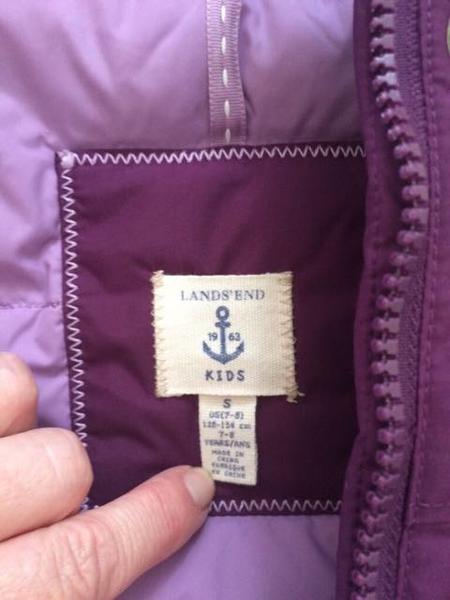 LANDS' END
19 63
KIDS
S
US(7-8)
128-134 cm
7-8
YEARS/ANS
MADE IN
CHINA
FABRIQUÉ
EN CHINE